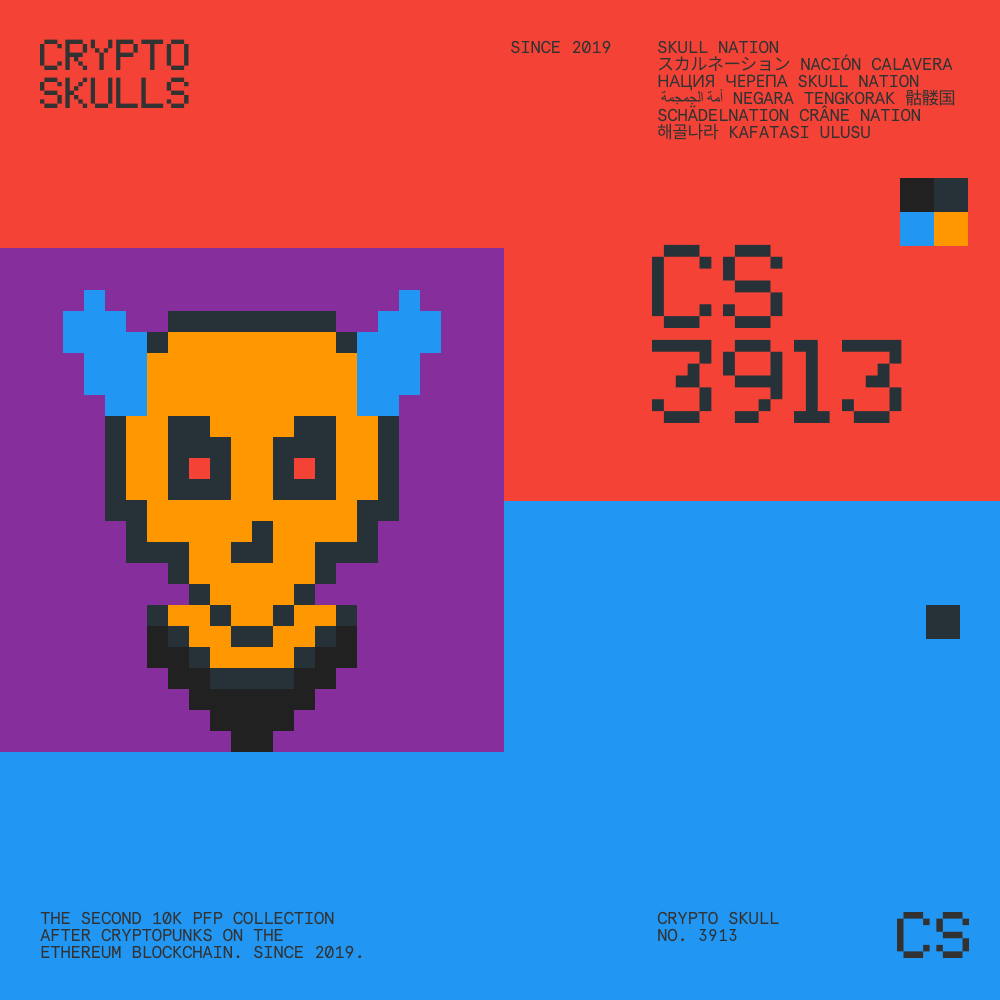 CRYPTO
SKULLS
SINCE 2019
SKULL NATION
スカルネーション NACIÓN CALAVERA
НАЦИЯ ЧЕРЕПА SKULL NATION
أمة الجمجمة NEGARA TENGKORAK 骷髅国
SCHÄDELNATION CRÂNE NATION
해골나라 KAFATASI ULUSU
CS
3913
THE SECOND 10K PFP COLLECTION
AFTER CRYPTOPUNKS ON THE
ETHEREUM BLOCKCHAIN. SINCE 2019.
CRYPTO SKULL
NO. 3913
CS